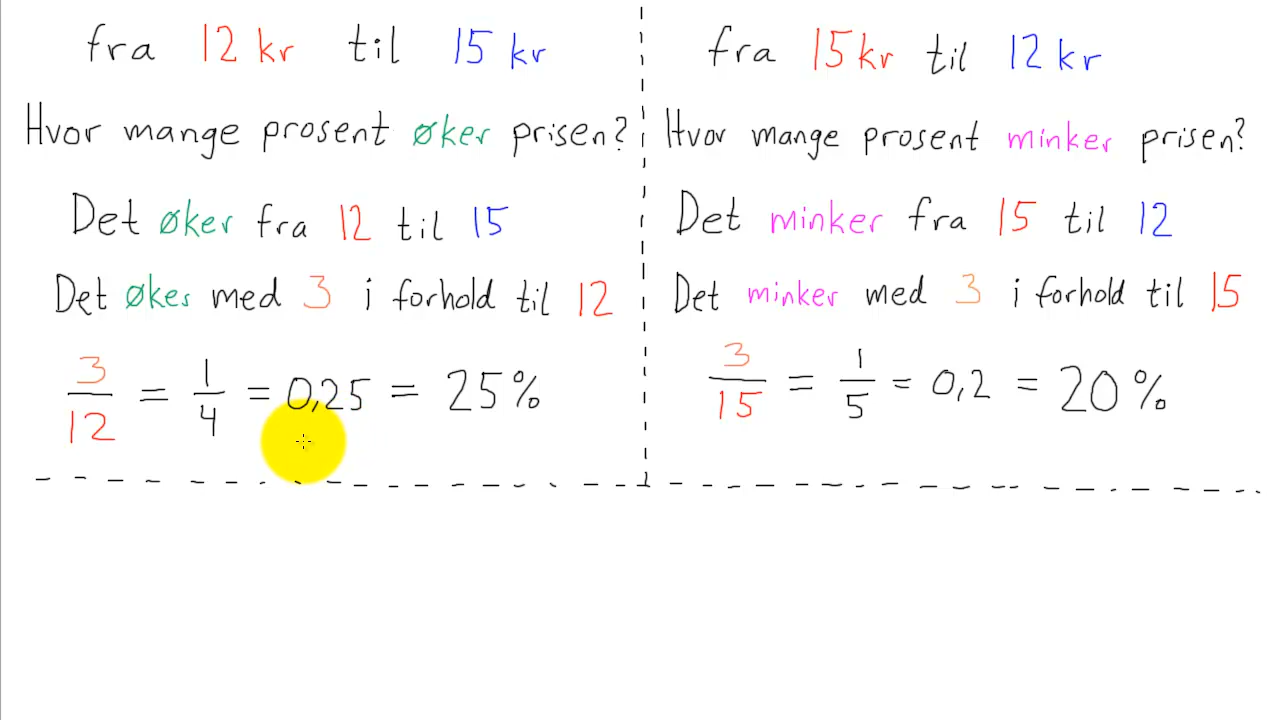 fra 12 kr til 15 kr
Hvor mange prosent øker prisen?
Det øker fra 12 til 15
Det økes med 3 i forhold til 12
3/12 = 1/4 = 0,25 = 25%
fra 15 kr til 12 kr
Hvor mange prosent minker prisen?
Det minker fra 15 til 12
Det minker med 3 i forhold til 15
3/15 = 1/5 = 0,2 = 20%